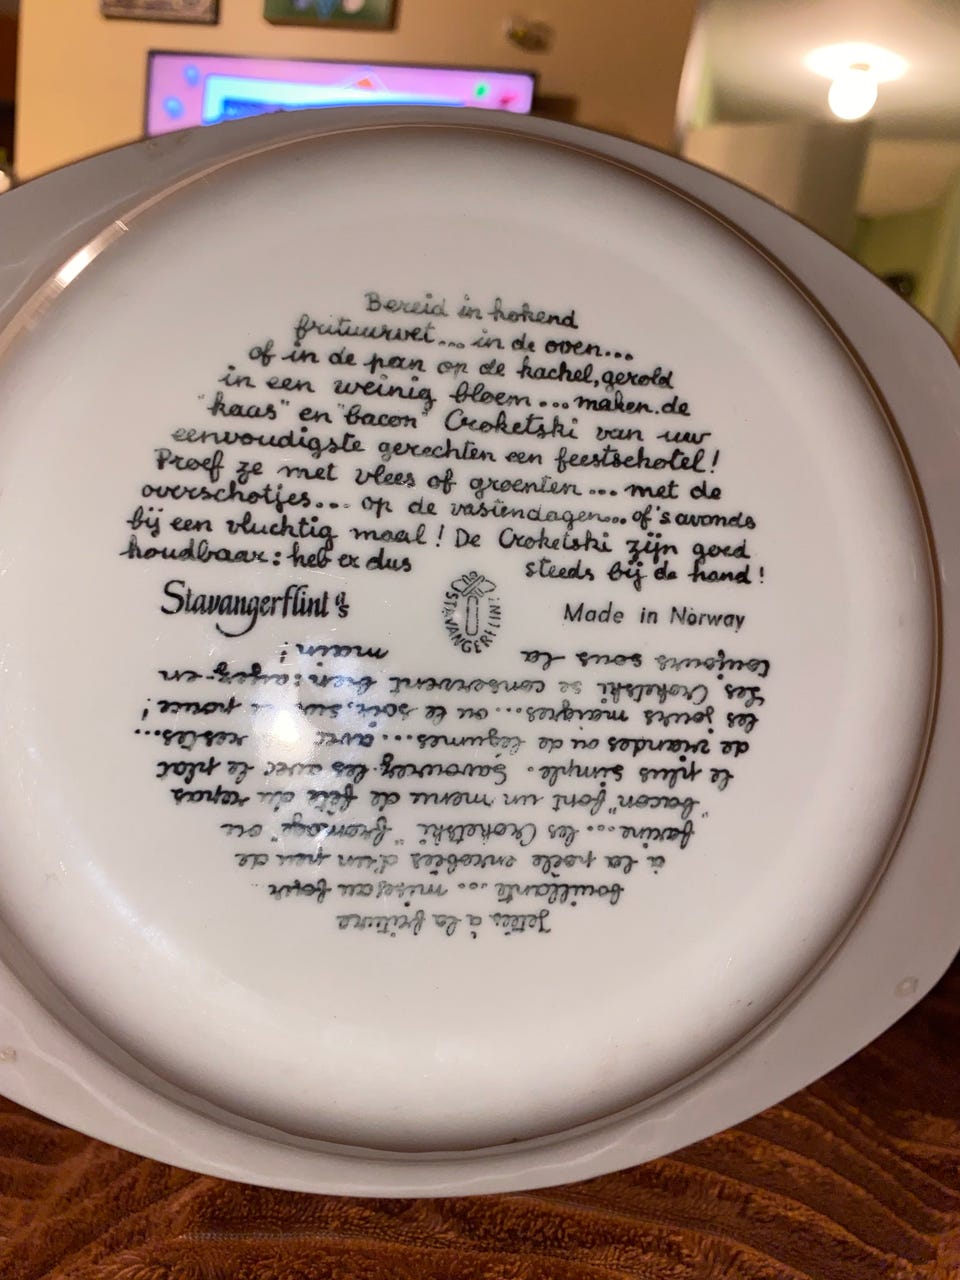 Bereid in kokend
frituurvet... in de oven...
of in de pan op de kachel, gerold
in een weinig bloem... maken. de
"kaas" en "bacon" Croketski van uw
eenvoudigste gerechten een feestschotel!
Proef ze met vlees of groenten... met de
overschotjes... op de vastendagen... of 's avonds
bij een vluchtig maal! De Croketski zijn goed
houdbaar: heb er dus steeds bij de hand!
Stavangerflint a/s
STAVANGERFLINT
Made in Norway
Jetées à la friture
bouillante... mises au four
à la poêle enrobées d'un peu de
farine... les Croketski "fromage" ou
"bacon" font un menu de fête du repas
le plus simple. Savourez-les avec le plat
de viandes ou de légumes... avec restes...
les jours maigres... ou le soir, sur le pouce!
Les Croketski se conservent bien: ayez-en
toujours sous la main!